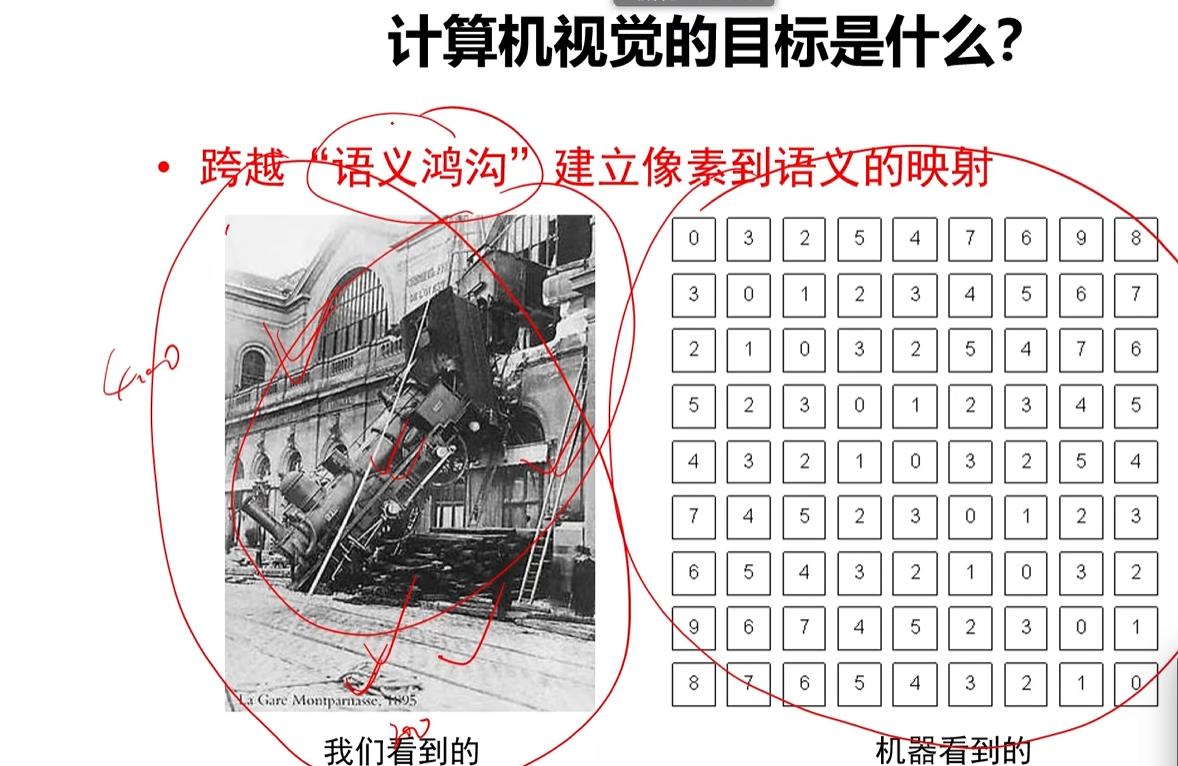 计算机视觉的目标是什么?
• 跨越“语义鸿沟”建立像素到语义的映射
0 3 2 5 4 7 6 9 8
3 0 1 2 3 4 5 6 7
2 1 0 3 2 5 4 7 6
5 2 3 0 1 2 3 4 5
4 3 2 1 0 3 2 5 4
7 4 5 2 3 0 1 2 3
6 5 4 3 2 1 0 3 2
9 6 7 4 5 2 3 0 1
8 7 6 5 4 3 2 1 0
La Gare Montparnasse, 1895
我们看到的
机器看到的